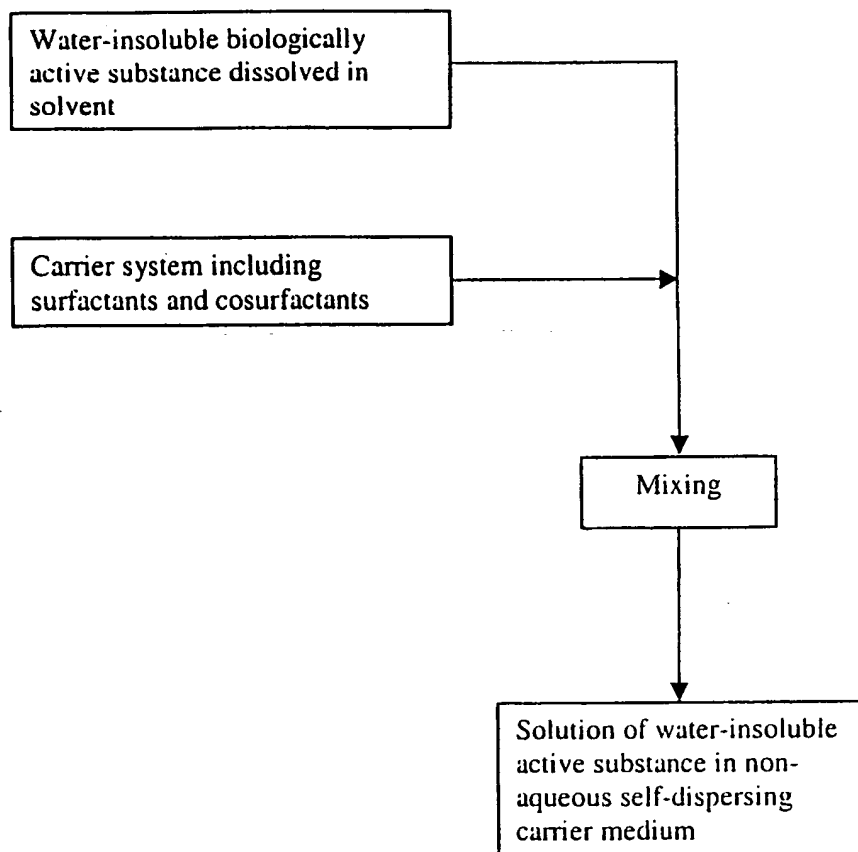 Water-insoluble biologically
active substance dissolved in
solvent
Carrier system including
surfactants and cosurfactants
Mixing
Solution of water-insoluble
active substance in non-
aqueous self-dispersing
carrier medium